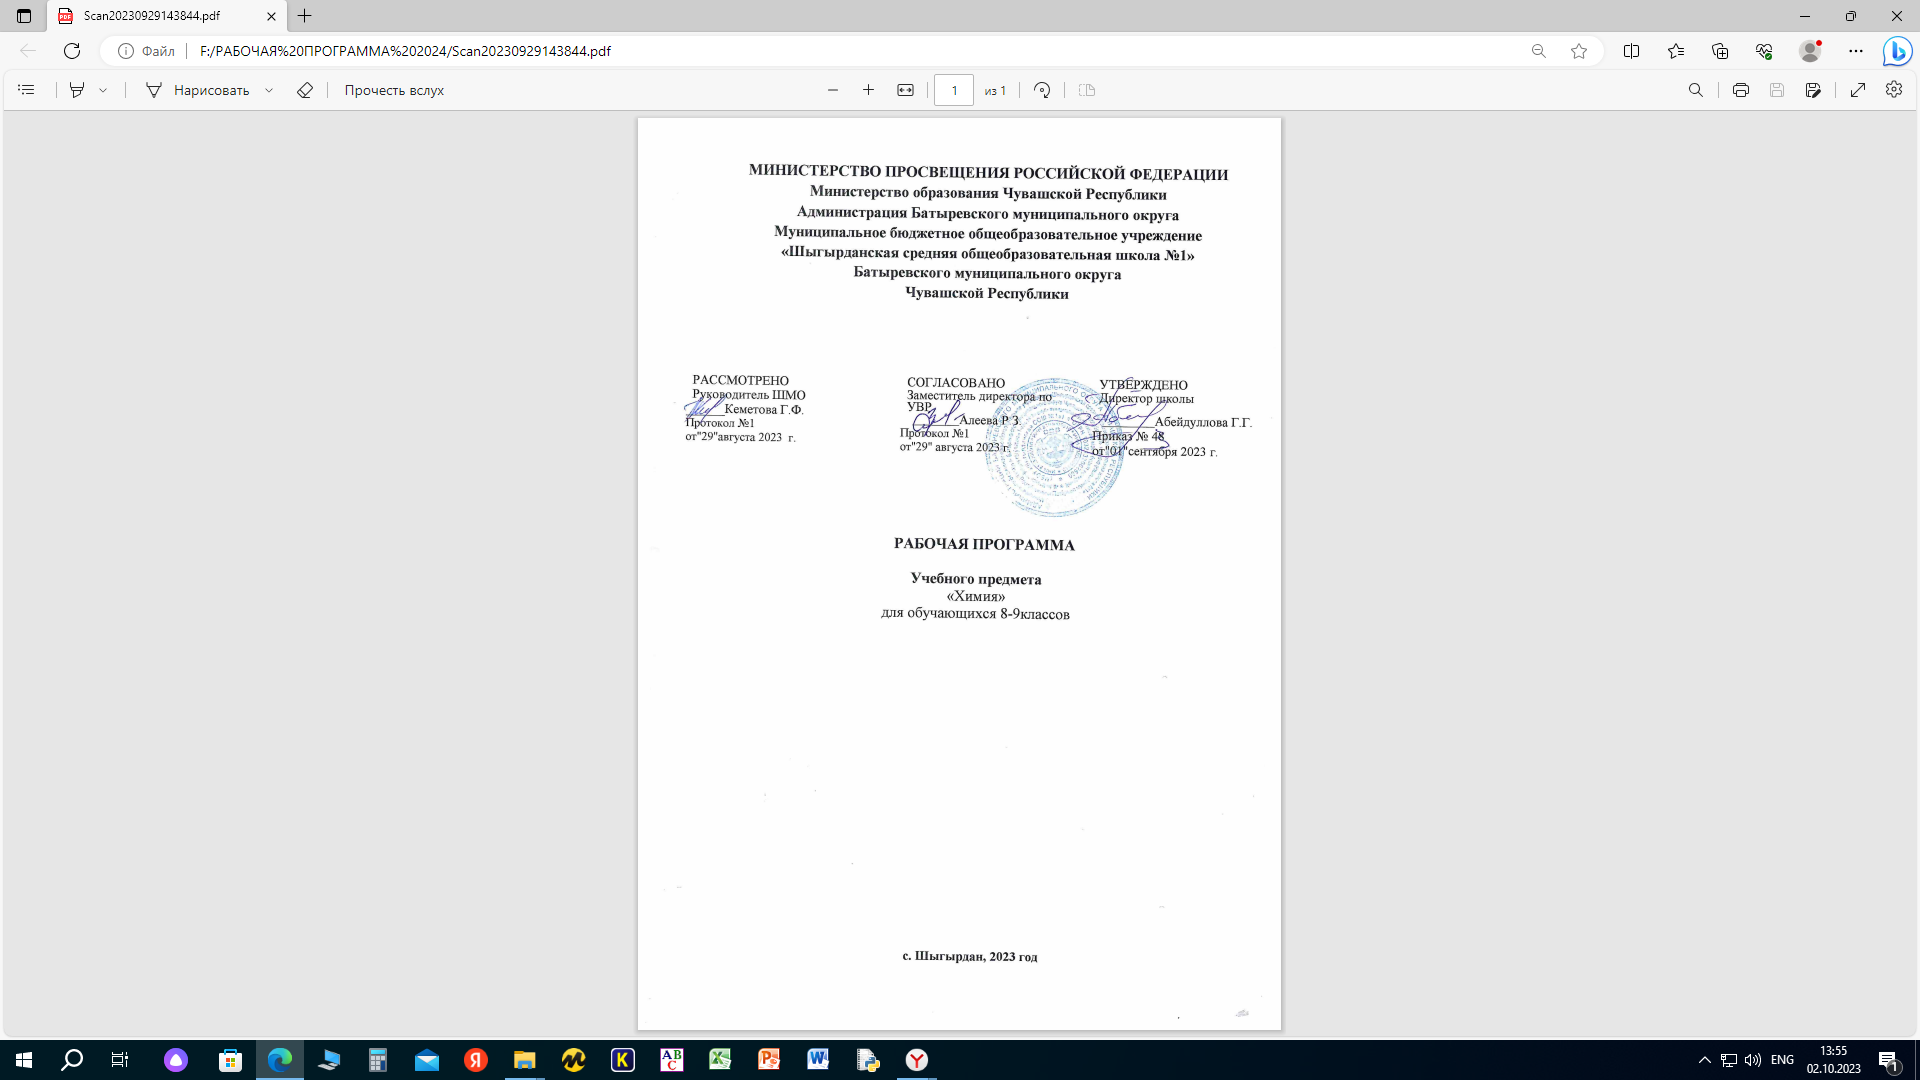 Scan20230929143844.pdf
Файл
F:/РАБОЧАЯ%20ПРОГРАММА%202024/Scan20230929143844.pdf
Нарисовать
Прочесть вслух
1
из 1
МИНИСТЕРСТВО ПРОСВЕЩЕНИЯ РОССИЙСКОЙ ФЕДЕРАЦИИ
Министерство образования Чувашской Республики
Администрация Батыревского муниципального округа
Муниципальное бюджетное общеобразовательное учреждение
«Шыгырданская средняя общеобразовательная школа №1»
Батыревского муниципального округа
Чувашской Республики
РАССМОТРЕНО
Руководитель ШМО
Кеметова Г.Ф.
Протокол №1
от"29"августа 2023 г.
СОГЛАСОВАНО
Заместитель директора по
УВР
Алеева Р.З.
Протокол №1
от"29" августа 2023 г.
УТВЕРЖДЕНО
Директор школы
Абейдуллова Г.Г.
Приказ № 48
от"01"сентября 2023 г.
РАБОЧАЯ ПРОГРАММА
Учебного предмета
«Химия»
для обучающихся 8-9классов
с. Шыгырдан, 2023 год
ENG
13:55
02.10.2023
1